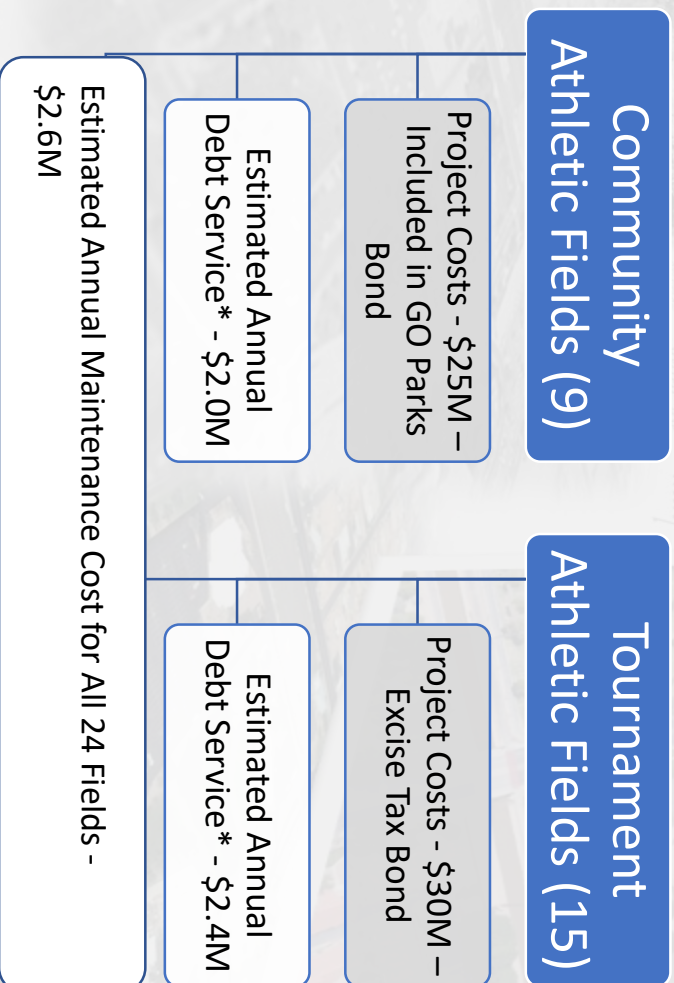 Community
Athletic Fields (9)
Project Costs - $25M –
Included in GO Parks
Bond
Estimated Annual
Debt Service* - $2.0M
Tournament
Athletic Fields (15)
Project Costs - $30M –
Excise Tax Bond
Estimated Annual
Debt Service* - $2.4M
Estimated Annual Maintenance Cost for All 24 Fields -
$2.6M